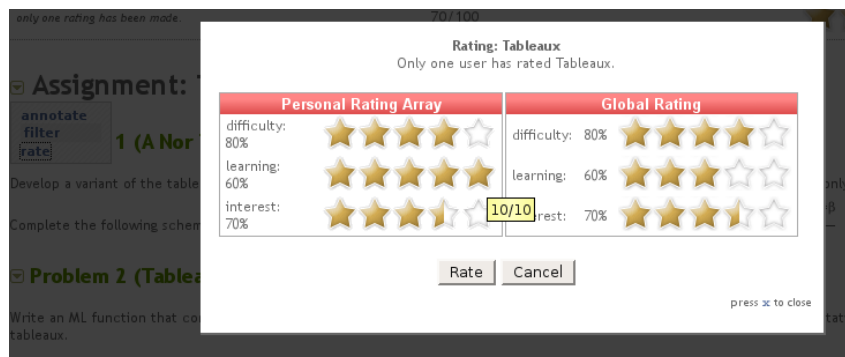 only one rating has been made.
70/100
Rating: Tableaux
Only one user has rated Tableaux.
Assignment:
annotate
filter
rate
1 (A Nor
Develop a variant of the table
Complete the following schem
Problem 2 (Tablea
Write an ML function that co
tableaux.
Personal Rating Array
difficulty:
80%
learning:
60%
interest:
70%
10/10
Global Rating
difficulty: 80%
learning: 60%
rest: 70%
Rate Cancel
press x to close